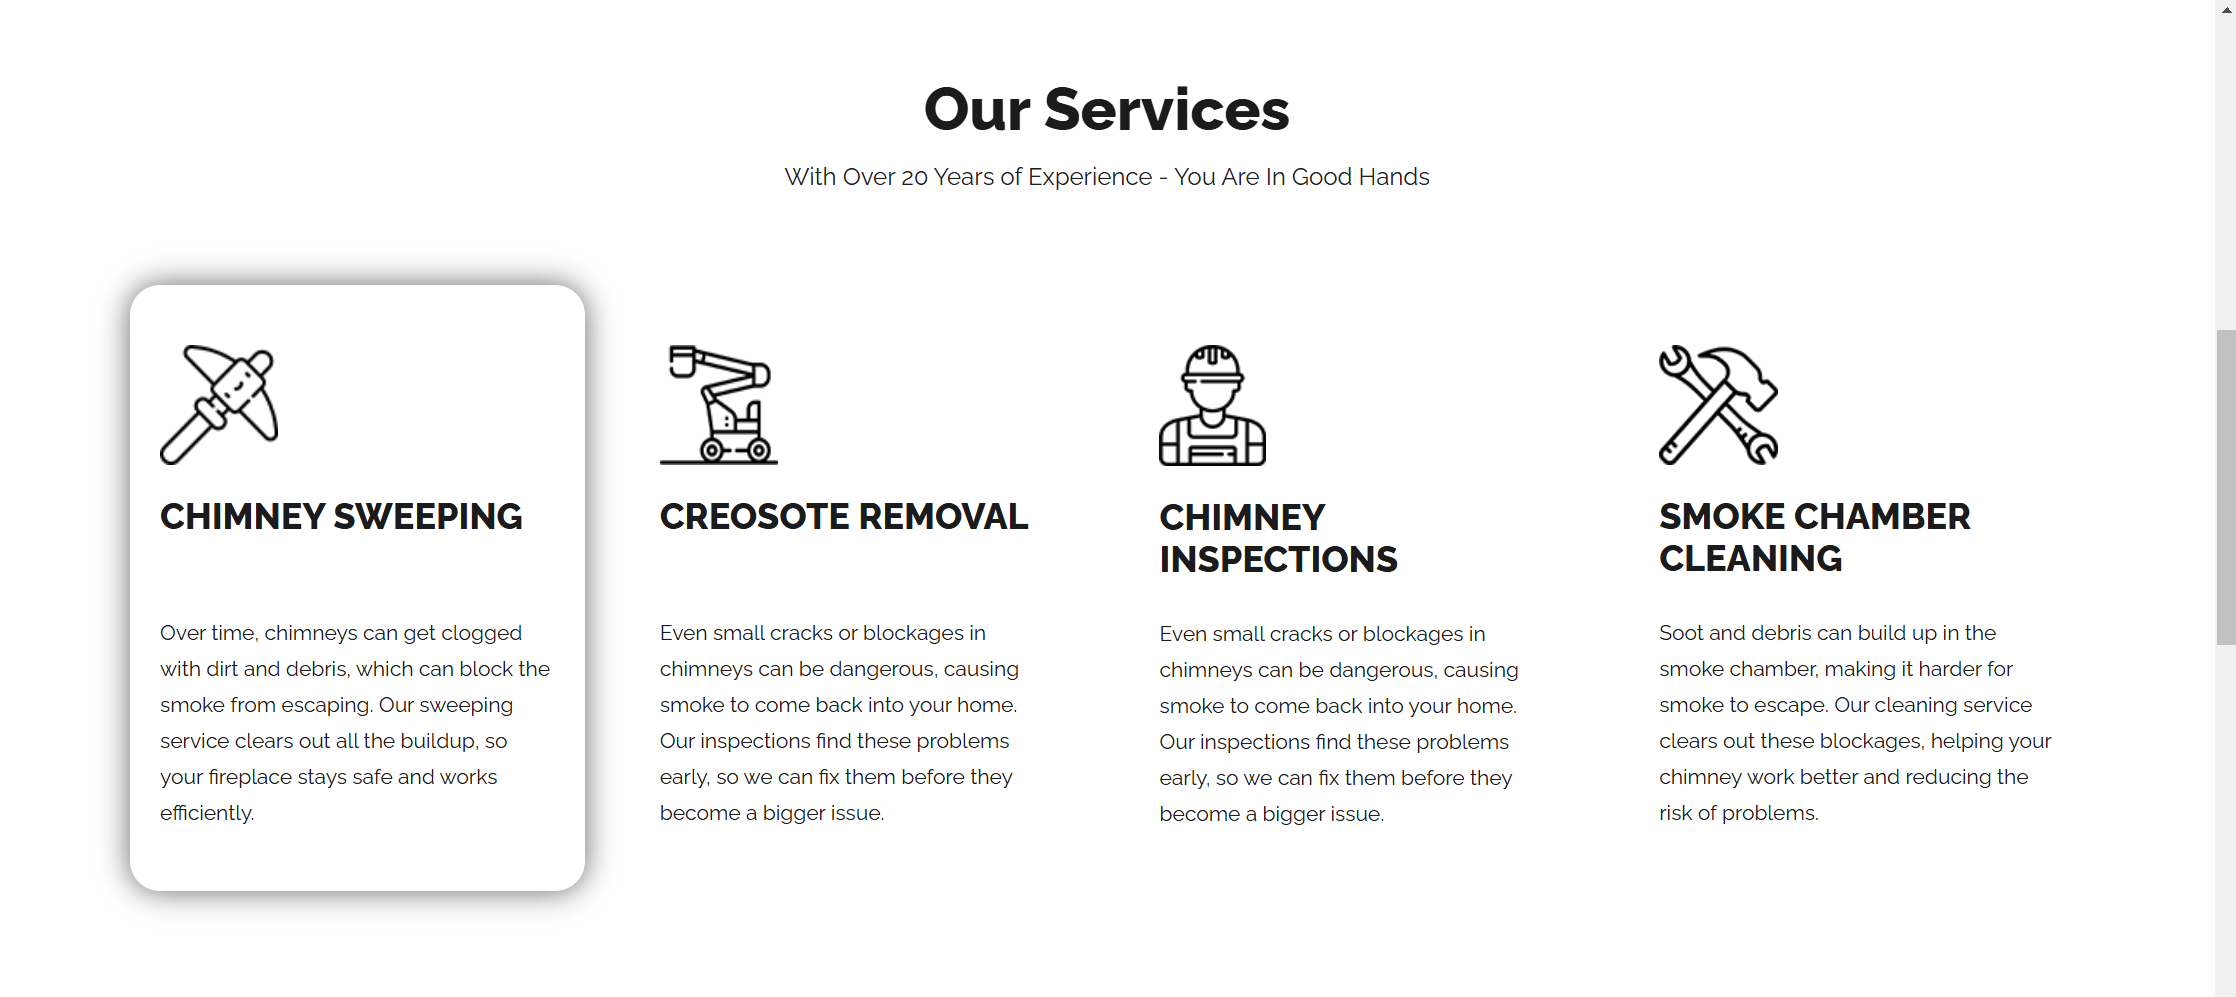 Our Services
With Over 20 Years of Experience - You Are In Good Hands
CHIMNEY SWEEPING
Over time, chimneys can get clogged
with dirt and debris, which can block the
smoke from escaping. Our sweeping
service clears out all the buildup, so
your fireplace stays safe and works
efficiently.
CREOSOTE REMOVAL
Even small cracks or blockages in
chimneys can be dangerous, causing
smoke to come back into your home.
Our inspections find these problems
early, so we can fix them before they
become a bigger issue.
CHIMNEY
INSPECTIONS
Even small cracks or blockages in
chimneys can be dangerous, causing
smoke to come back into your home.
Our inspections find these problems
early, so we can fix them before they
become a bigger issue.
SMOKE CHAMBER
CLEANING
Soot and debris can build up in the
smoke chamber, making it harder for
smoke to escape. Our cleaning service
clears out these blockages, helping your
chimney work better and reducing the
risk of problems.